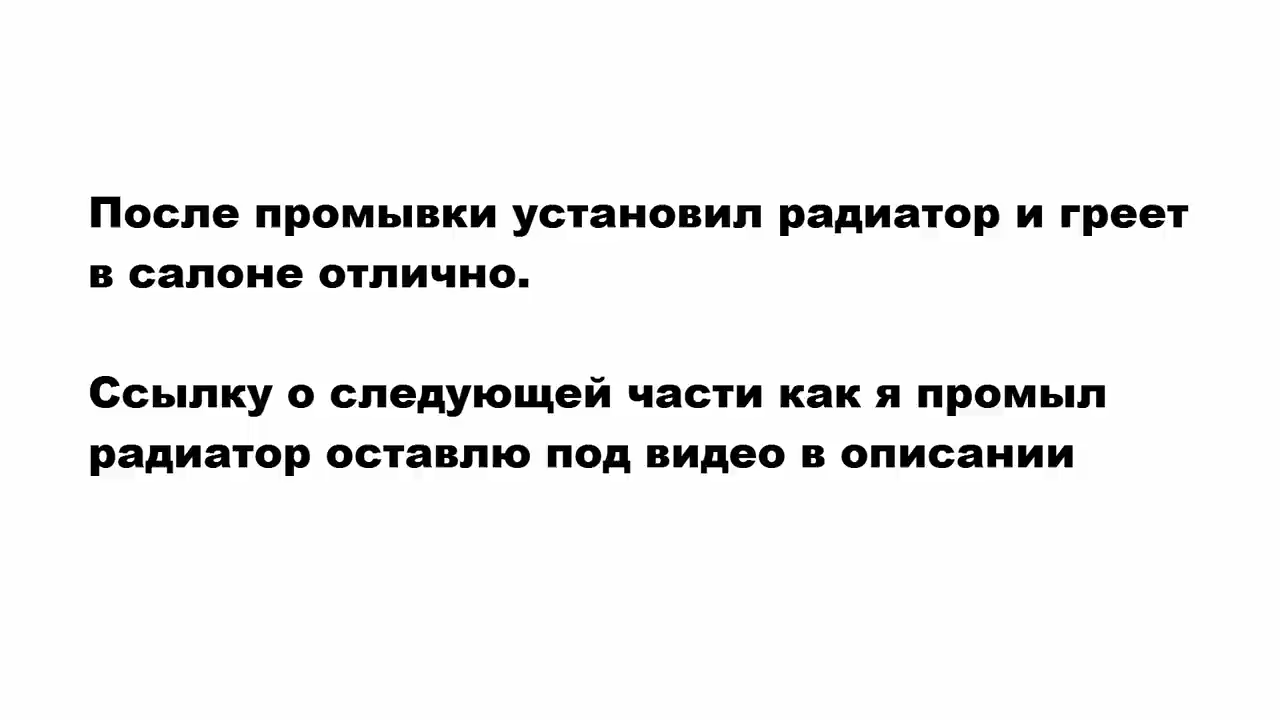 После промывки установил радиатор и греет
в салоне отлично.
Ссылку о следующей части как я промыл
радиатор оставлю под видео в описании